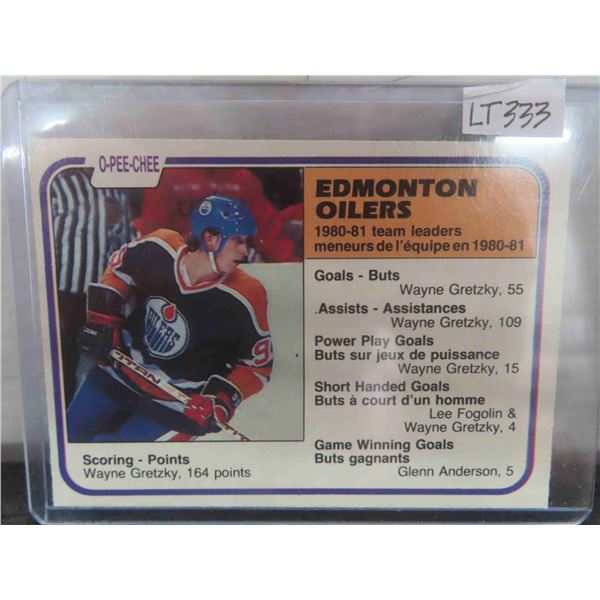 LT333
O-PEE-CHEE
EDMONTON
OILERS
1980-81 team leaders
meneurs de l'équipe en 1980-81
Goals - Buts
Wayne Gretzky, 55
Assists - Assistances
Wayne Gretzky, 109
Power Play Goals
Buts sur jeux de puissance
Wayne Gretzky, 15
Short Handed Goals
Buts à court d'un homme
Lee Fogolin &
Wayne Gretzky, 4
Game Winning Goals
Buts gagnants
Glenn Anderson, 5
OILERS
9
TITAN
Scoring - Points
Wayne Gretzky, 164 points